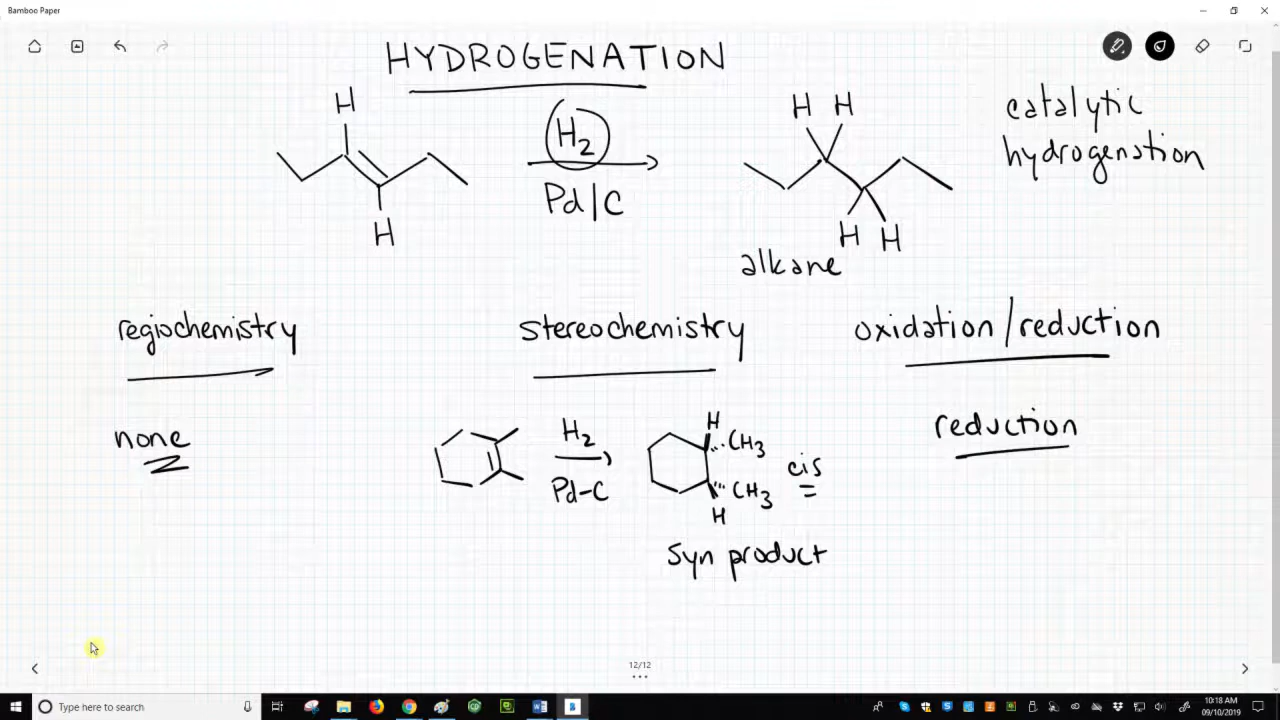 Bamboo Paper
HYDROGENATION
H
H
H₂
Pd/C
H H
H H
alkane
catalytic
hydrogenation
regiochemistry
stereochemistry
oxidation/reduction
none
H₂
Pd-C
H
CH₃
CH₃
H
cis
syn product
reduction
12/12
Type here to search
10:18 AM
09/10/2019